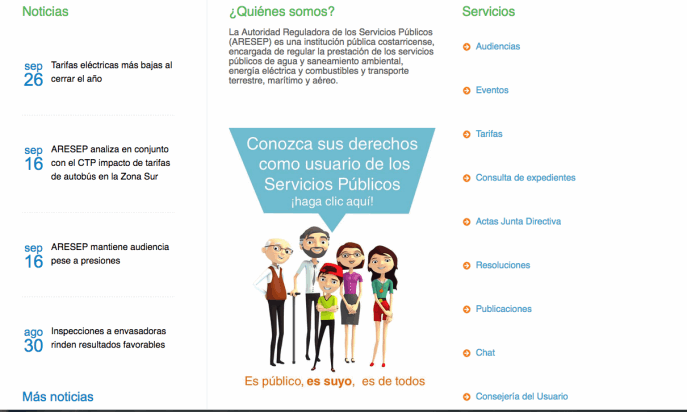 Noticias
sep
26
Tarifas eléctricas más bajas al
cerrar el año
sep
16
ARESEP analiza en conjunto
con el CTP impacto de tarifas
de autobús en la Zona Sur
sep
16
ARESEP mantiene audiencia
pese a presiones
ago
30
Inspecciones a envasadoras
rinden resultados favorables
Más noticias
¿Quiénes somos?
La Autoridad Reguladora de los Servicios Públicos
(ARESEP) es una institución pública costarricense,
encargada de regular la prestación de los servicios
públicos de agua y saneamiento ambiental,
energía eléctrica y combustibles y transporte
terrestre, marítimo y aéreo.
Conozca sus derechos
como usuario de los
Servicios Públicos
¡haga clic aquí!
Es público, es suyo, es de todos
Servicios
Audiencias
Eventos
Tarifas
Consulta de expedientes
Actas Junta Directiva
Resoluciones
Publicaciones
Chat
Consejería del Usuario